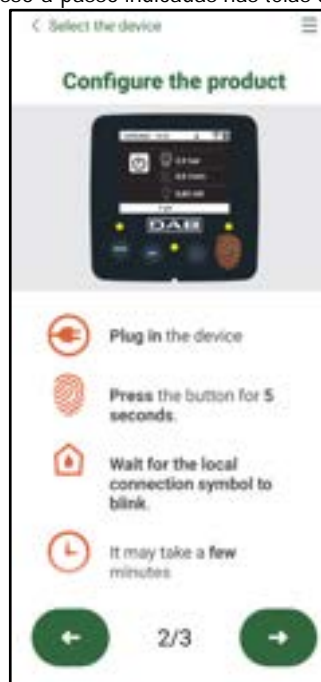 < Select the device
Configure the product
DAB
Plug in the device
Press the button for 5
seconds.
Wait for the local
connection symbol to
blink.
It may take a few
minutes
2/3